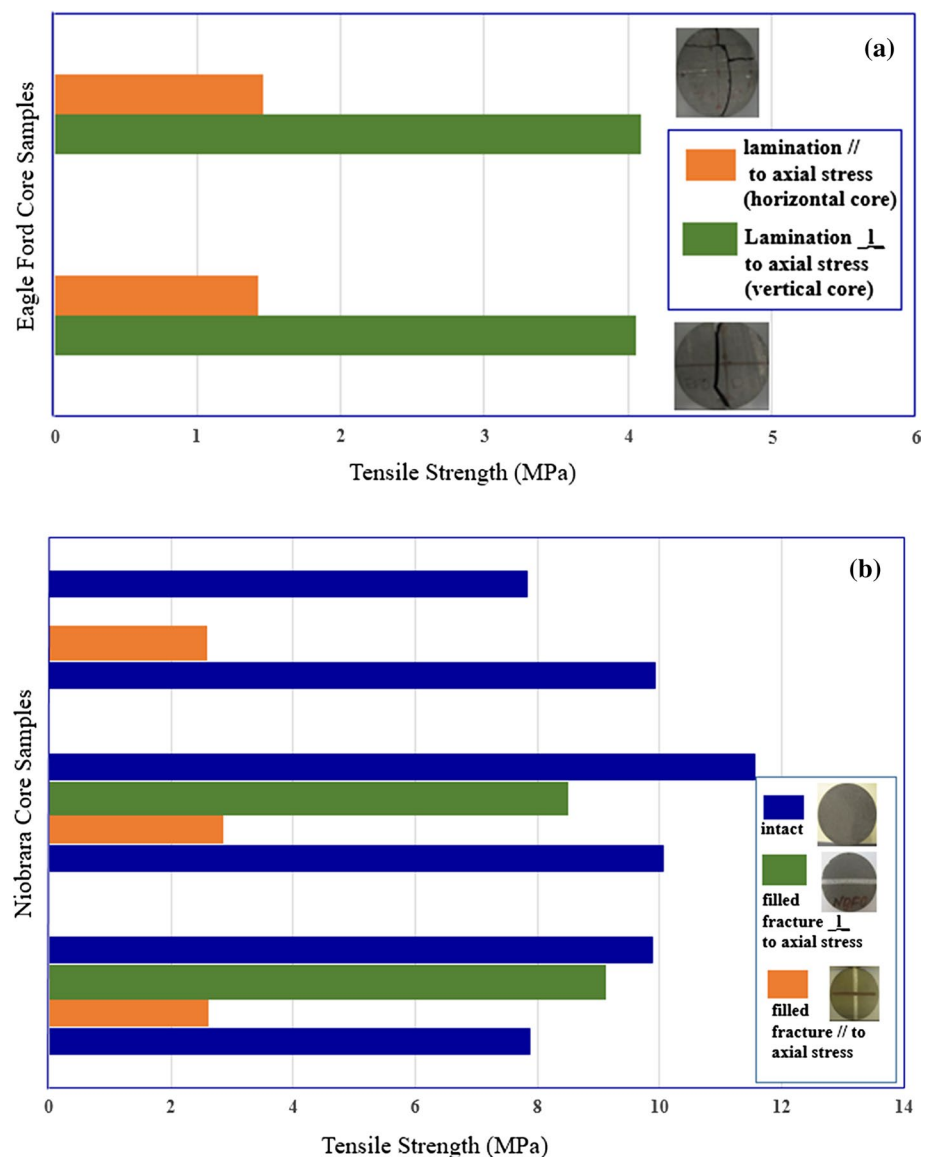 (a)
Eagle Ford Core Samples
lamination //
to axial stress
(horizontal core)
Lamination _|_
to axial stress
(vertical core)
0 1 2 3 4 5 6
Tensile Strength (MPa)
(b)
Niobrara Core Samples
intact
NDFC
filled
fracture _|_
to axial stress
filled
fracture // to
axial stress
0 2 4 6 8 10 12 14
Tensile Strength (MPa)